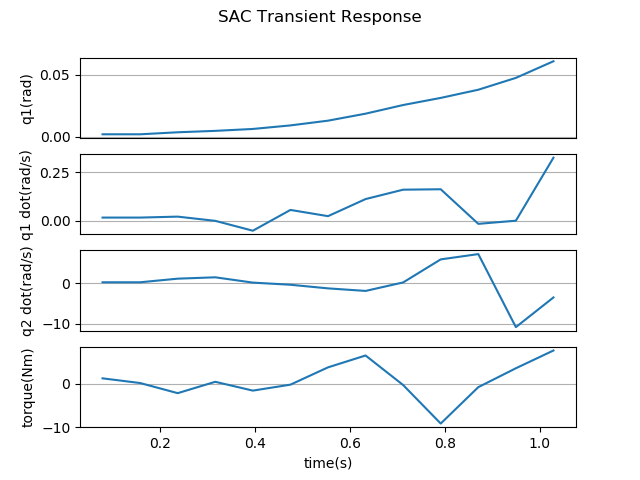 SAC Transient Response
q1(rad)
0.05
0.00
q1 dot(rad/s)
0.25
0.00
q2 dot(rad/s)
0
−10
torque(Nm)
0
−10
0.2 0.4 0.6 0.8 1.0
time(s)